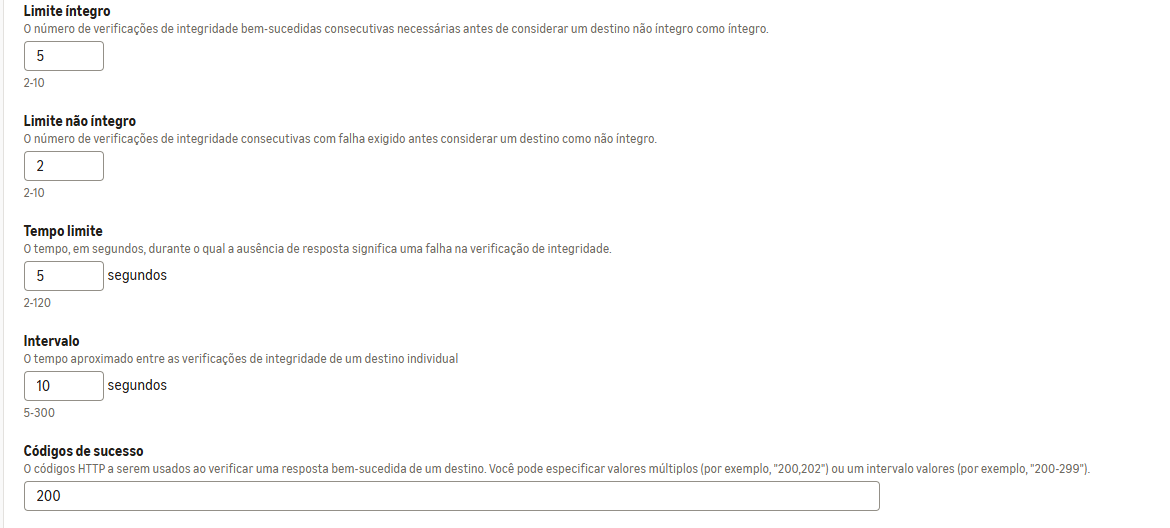 Limite íntegro
O número de verificações de integridade bem-sucedidas consecutivas necessárias antes de considerar um destino não íntegro como íntegro.
5
2-10
Limite não íntegro
O número de verificações de integridade consecutivas com falha exigido antes considerar um destino como não íntegro.
2
2-10
Tempo limite
O tempo, em segundos, durante o qual a ausência de resposta significa uma falha na verificação de integridade.
5 segundos
2-120
Intervalo
O tempo aproximado entre as verificações de integridade de um destino individual
10 segundos
5-300
Códigos de sucesso
O códigos HTTP a serem usados ao verificar uma resposta bem-sucedida de um destino. Você pode especificar valores múltiplos (por exemplo, "200,202") ou um intervalo valores (por exemplo, "200-299").
200